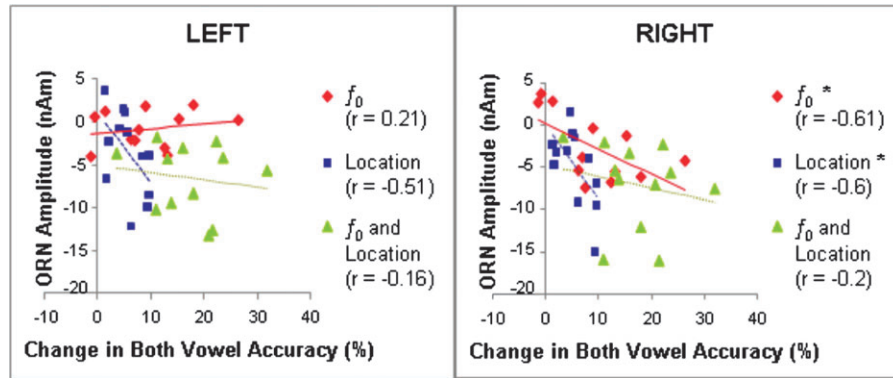 LEFT
ORN Amplitude (nAm)
5
0
-5
-10
-15
-20
-10 0 10 20 30 40
Change in Both Vowel Accuracy (%)
f₀
(r = 0.21)
Location
(r = -0.51)
f₀ and
Location
(r = -0.16)
RIGHT
ORN Amplitude (nAm)
5
0
-5
-10
-15
-20
-10 0 10 20 30 40
Change in Both Vowel Accuracy (%)
f₀ *
(r = -0.61)
Location *
(r = -0.6)
f₀ and
Location
(r = -0.2)